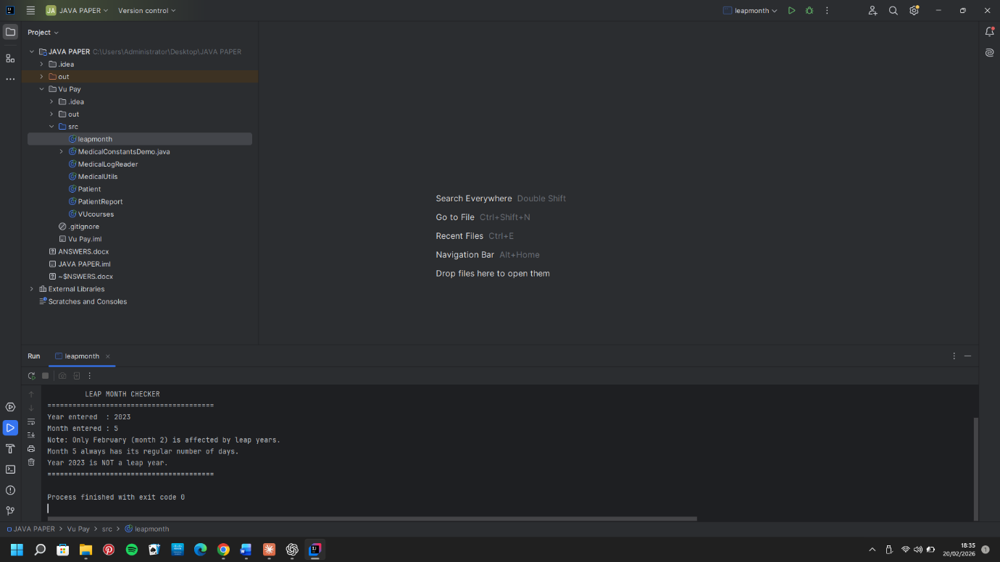 JA JAVA PAPER Version control leapmonth
Project
JAVA PAPER C:\Users\Administrator\Desktop\JAVA PAPER
.idea
out
Vu Pay
.idea
out
src
leapmonth
MedicalConstantsDemo.java
MedicalLogReader
MedicalUtils
Patient
PatientReport
VUcourses
.gitignore
Vu Pay.iml
ANSWERS.docx
JAVA PAPER.iml
~$NSWERS.docx
External Libraries
Scratches and Consoles
Search Everywhere Double Shift
Go to File Ctrl+Shift+N
Recent Files Ctrl+E
Navigation Bar Alt+Home
Drop files here to open them
Run leapmonth
LEAP MONTH CHECKER
========================================
Year entered  : 2023
Month entered : 5
Note: Only February (month 2) is affected by leap years.
Month 5 always has its regular number of days.
Year 2023 is NOT a leap year.
========================================
Process finished with exit code 0
JAVA PAPER > Vu Pay > src > leapmonth
18:35
20/02/2026
1